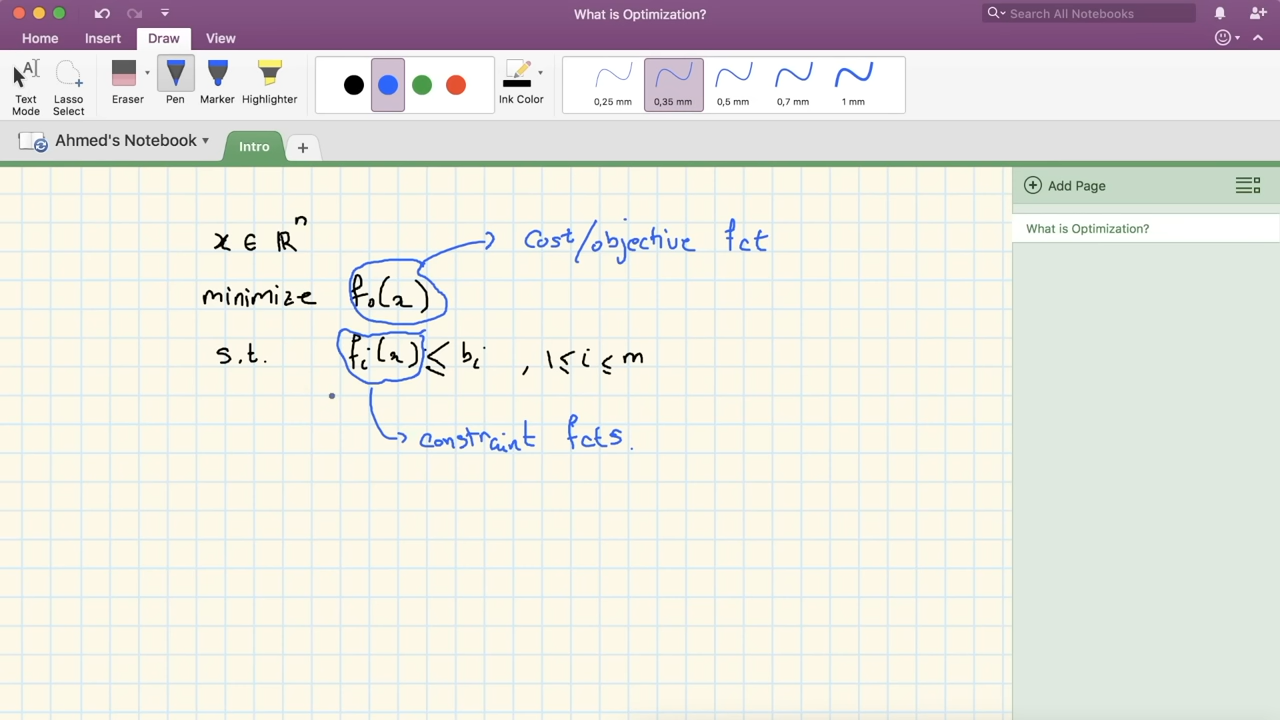 What is Optimization?
Search All Notebooks
Home Insert Draw View
Text Mode
Lasso Select
Eraser
Pen
Marker
Highlighter
Ink Color
0,25 mm
0,35 mm
0,5 mm
0,7 mm
1 mm
Ahmed's Notebook
Intro
Add Page
What is Optimization?
x ∈ ℝⁿ
cost/objective fct
minimize f₀(x)
s.t. fᵢ(x) ≤ bᵢ , 1 ≤ i ≤ m
constraint fcts.